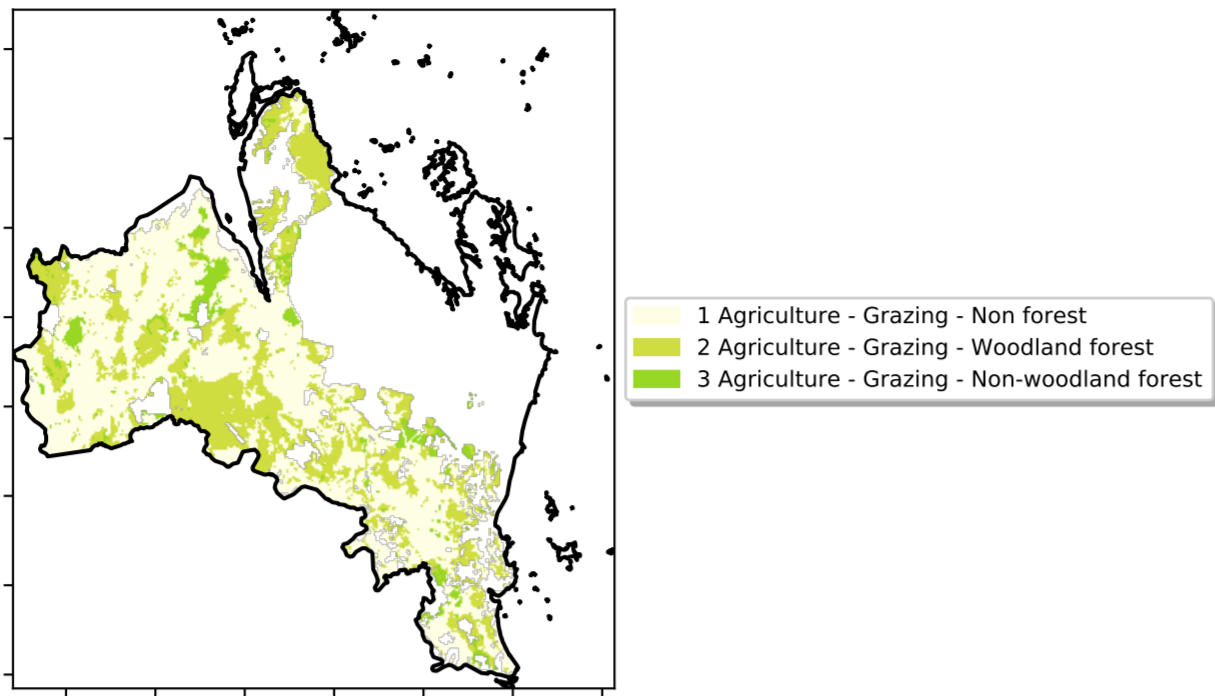 1 Agriculture - Grazing - Non forest
2 Agriculture - Grazing - Woodland forest
3 Agriculture - Grazing - Non-woodland forest